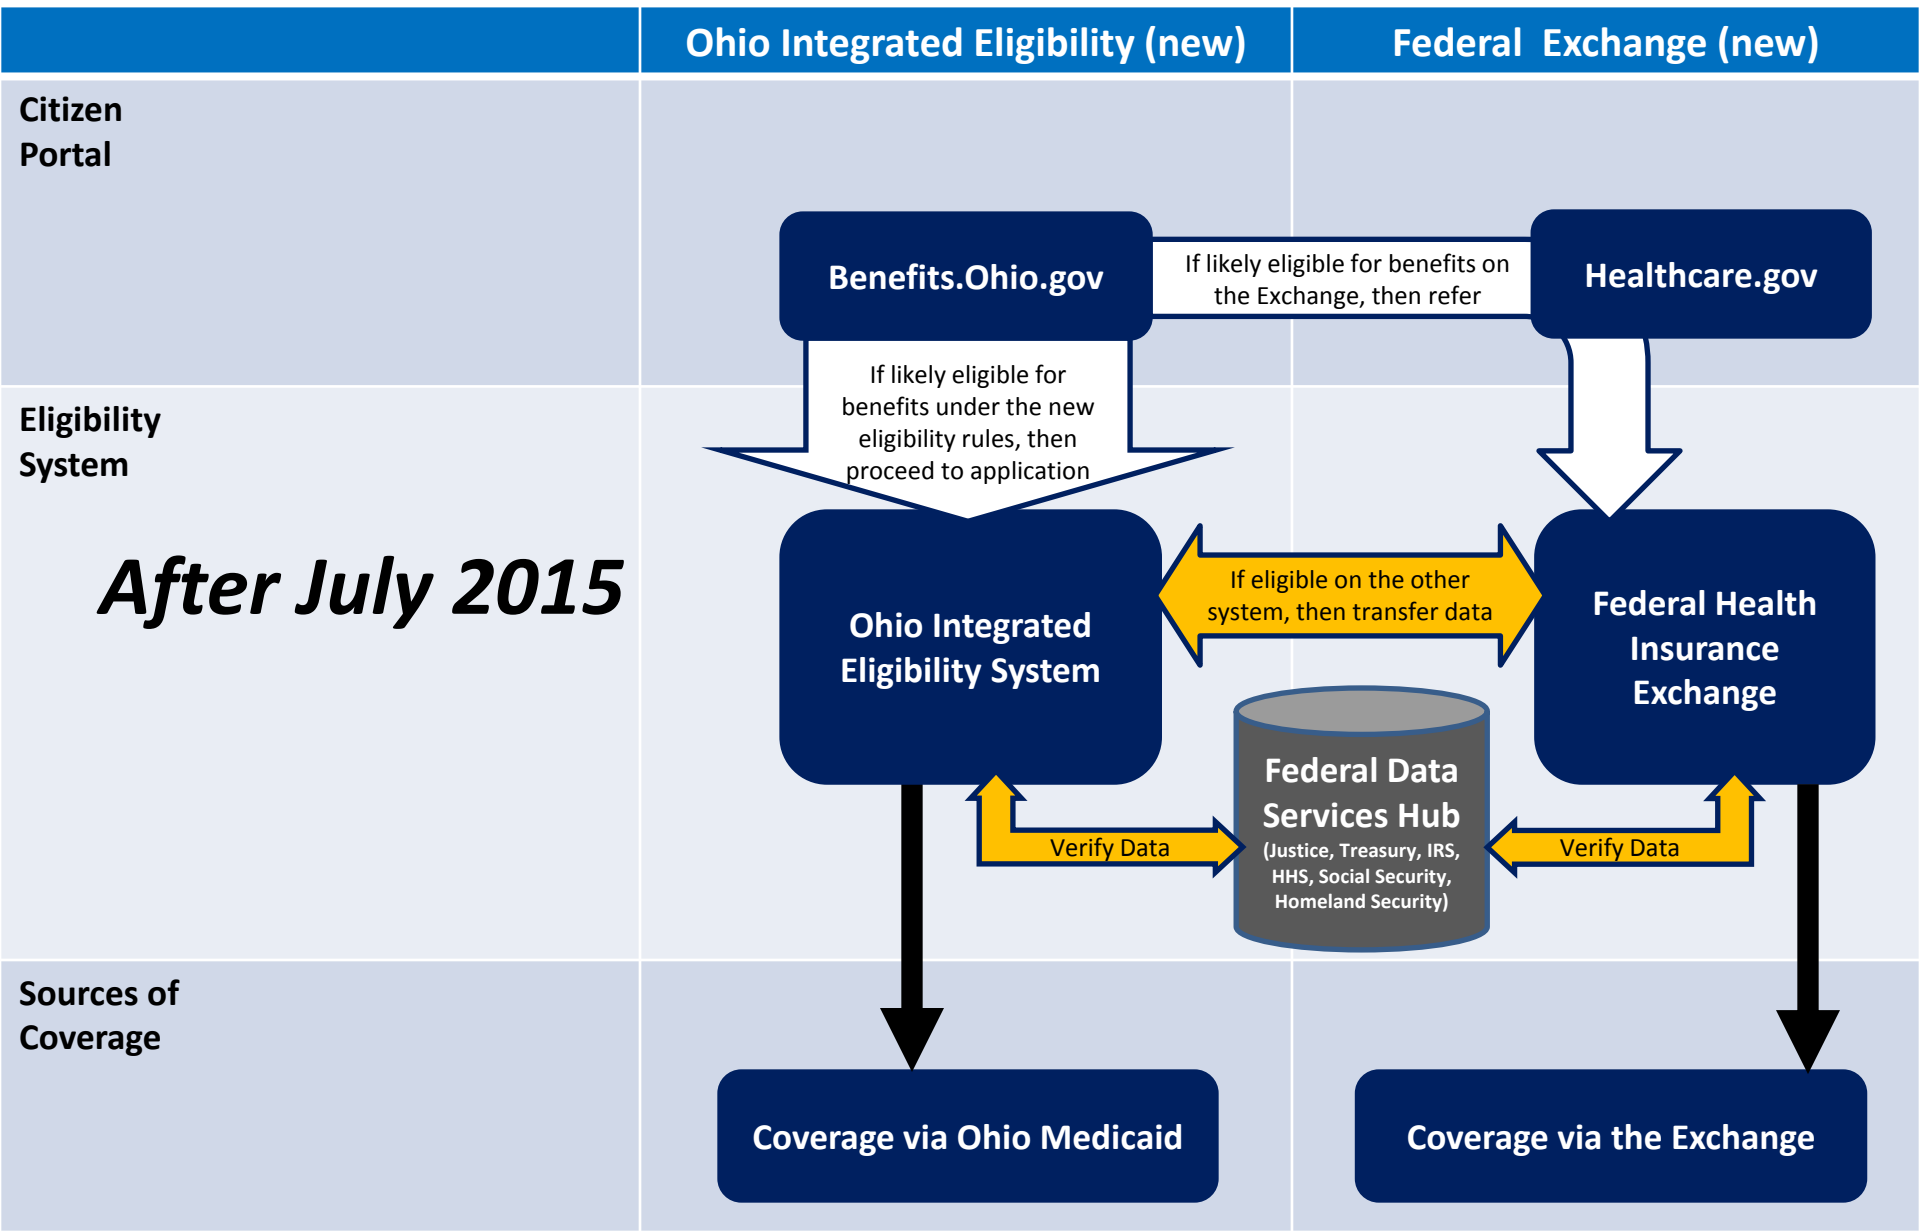 Ohio Integrated Eligibility (new)
Federal Exchange (new)
Citizen
Portal
Benefits.Ohio.gov
If likely eligible for benefits on
the Exchange, then refer
Healthcare.gov
If likely eligible for
benefits under the new
eligibility rules, then
proceed to application
Eligibility
System
After July 2015
Ohio Integrated
Eligibility System
If eligible on the other
system, then transfer data
Federal Health
Insurance
Exchange
Federal Data
Services Hub
(Justice, Treasury, IRS,
HHS, Social Security,
Homeland Security)
Verify Data
Verify Data
Sources of
Coverage
Coverage via Ohio Medicaid
Coverage via the Exchange